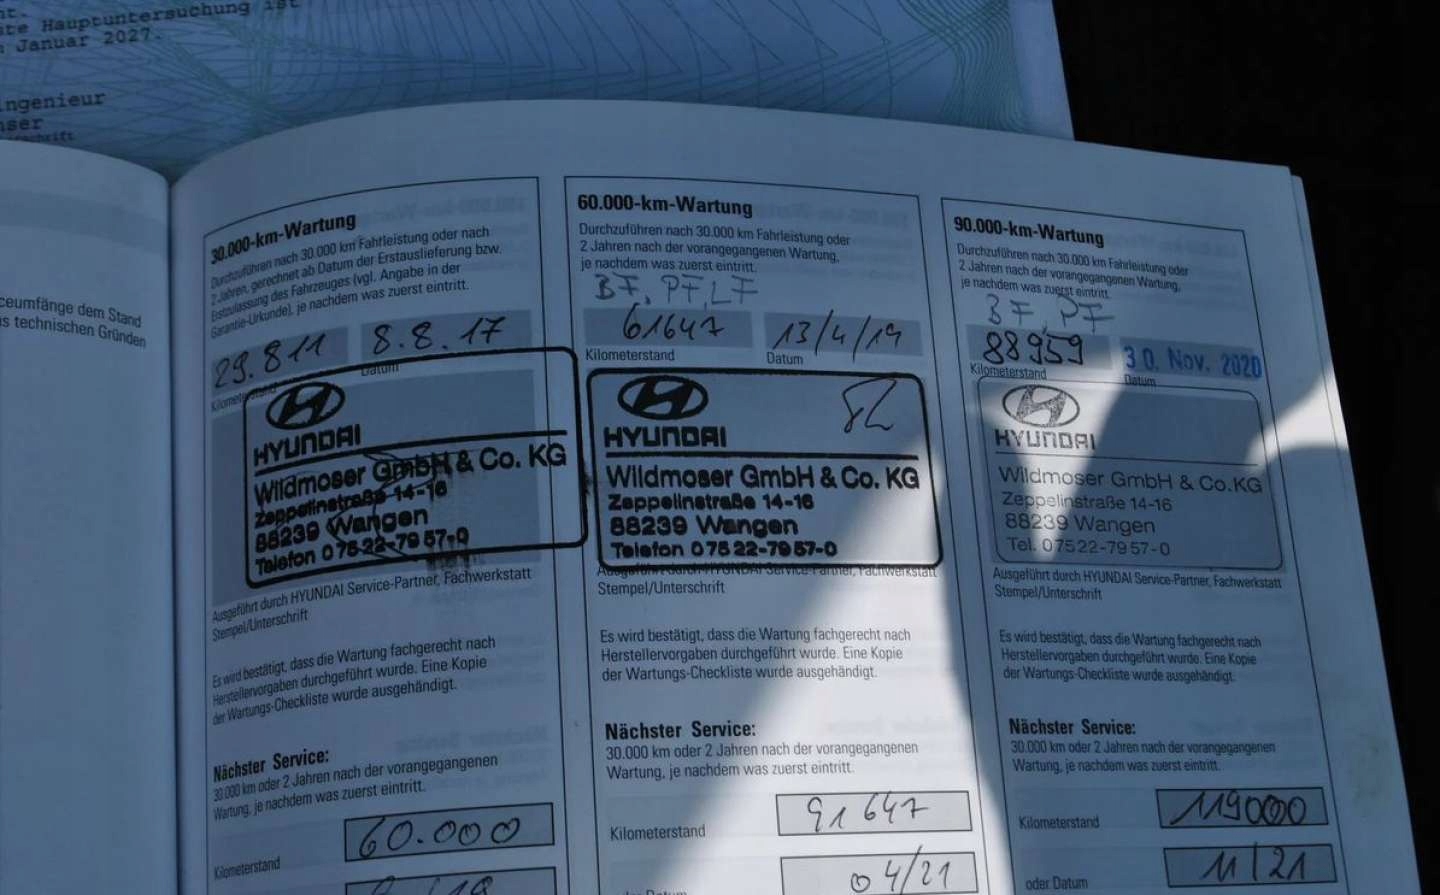 ste Hauptuntersuchung ist
Januar 2027.
ingenieur
ceumfänge dem Stand
s technischen Gründen
30.000-km-Wartung
Durchzuführen nach 30.000 km Fahrleistung oder nach
2 Jahren, gerechnet ab Datum der Erstauslieferung bzw.
Erstzulassung des Fahrzeuges (vgl. Angabe in der
Garantie-Urkunde), je nachdem was zuerst eintritt.
29.811 8.8.17
Kilometerstand Datum
HYUNDAI
Wildmoser GmbH & Co. KG
Zeppelinstraße 14-16
88239 Wangen
Telefon 0 75 22-79 57-0
Ausgeführt durch HYUNDAI Service-Partner, Fachwerkstatt
Stempel/Unterschrift
Es wird bestätigt, dass die Wartung fachgerecht nach
Herstellervorgaben durchgeführt wurde. Eine Kopie
der Wartungs-Checkliste wurde ausgehändigt.
Nächster Service:
30.000 km oder 2 Jahren nach der vorangegangenen
Wartung, je nachdem was zuerst eintritt.
Kilometerstand 60.000
60.000-km-Wartung
Durchzuführen nach 30.000 km Fahrleistung oder
2 Jahren nach der vorangegangenen Wartung,
je nachdem was zuerst eintritt.
BF, PF, LF
61647 13/4/19
Kilometerstand Datum
HYUNDAI
Wildmoser GmbH & Co. KG
Zeppelinstraße 14-16
88239 Wangen
Telefon 0 75 22-79 57-0
Ausgeführt durch HYUNDAI Service-Partner, Fachwerkstatt
Stempel/Unterschrift
Es wird bestätigt, dass die Wartung fachgerecht nach
Herstellervorgaben durchgeführt wurde. Eine Kopie
der Wartungs-Checkliste wurde ausgehändigt.
Nächster Service:
30.000 km oder 2 Jahren nach der vorangegangenen
Wartung, je nachdem was zuerst eintritt.
Kilometerstand 91647
oder Datum 04/21
90.000-km-Wartung
Durchzuführen nach 30.000 km Fahrleistung oder
2 Jahren nach der vorangegangenen Wartung,
je nachdem was zuerst eintritt.
BF, PF
88959 30. Nov. 2020
Kilometerstand Datum
HYUNDAI
Wildmoser GmbH & Co.KG
Zeppelinstraße 14-16
88239 Wangen
Tel. 0 75 22-79 57-0
Ausgeführt durch HYUNDAI Service-Partner, Fachwerkstatt
Stempel/Unterschrift
Es wird bestätigt, dass die Wartung fachgerecht nach
Herstellervorgaben durchgeführt wurde. Eine Kopie
der Wartungs-Checkliste wurde ausgehändigt.
Nächster Service:
30.000 km oder 2 Jahren nach der vorangegangenen
Wartung, je nachdem was zuerst eintritt.
Kilometerstand 119000
oder Datum 11/21